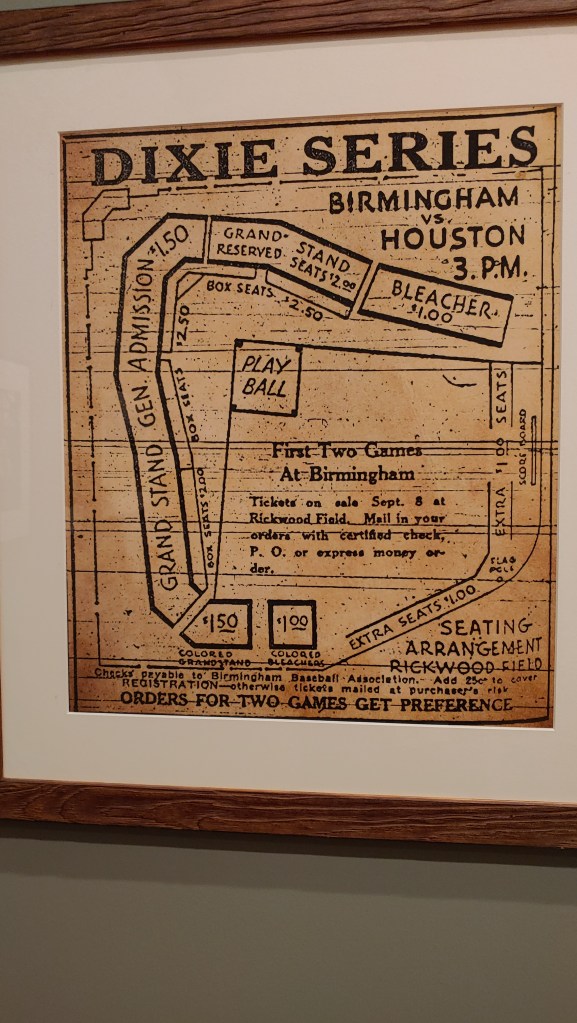 DIXIE SERIES
BIRMINGHAM
VS.
HOUSTON
3. P.M.
GRAND STAND GEN. ADMISSION $1.50
GRAND STAND
RESERVED SEATS $2.00
BOX SEATS $2.50
BLEACHER
$1.00
BOX SEATS $2.50
BOX SEATS $2.00
PLAY
BALL
EXTRA $1.00 SEATS
SCORE BOARD
First Two Games
At Birmingham
Tickets on sale Sept. 8 at
Rickwood Field. Mail in your
orders with certified check,
P. O. or express money or-
der.
FLAG
POLE
EXTRA SEATS $1.00
$1.50
COLORED
GRANDSTAND
$1.00
COLORED
BLEACHERS
SEATING
ARRANGEMENT
RICKWOOD FIELD
Checks payable to Birmingham Baseball Association. Add 25c to cover
REGISTRATION—otherwise tickets mailed at purchaser's risk
ORDERS FOR TWO GAMES GET PREFERENCE